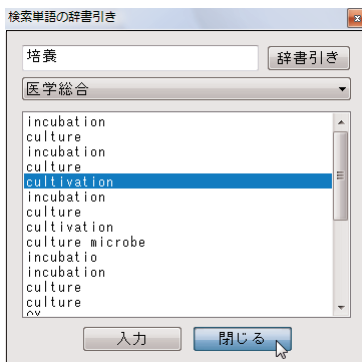 検索単語の辞書引き
培養
辞書引き
医学総合
incubation
culture
incubation
culture
cultivation
incubation
culture
cultivation
culture microbe
incubatio
incubation
culture
culture
入力
閉じる